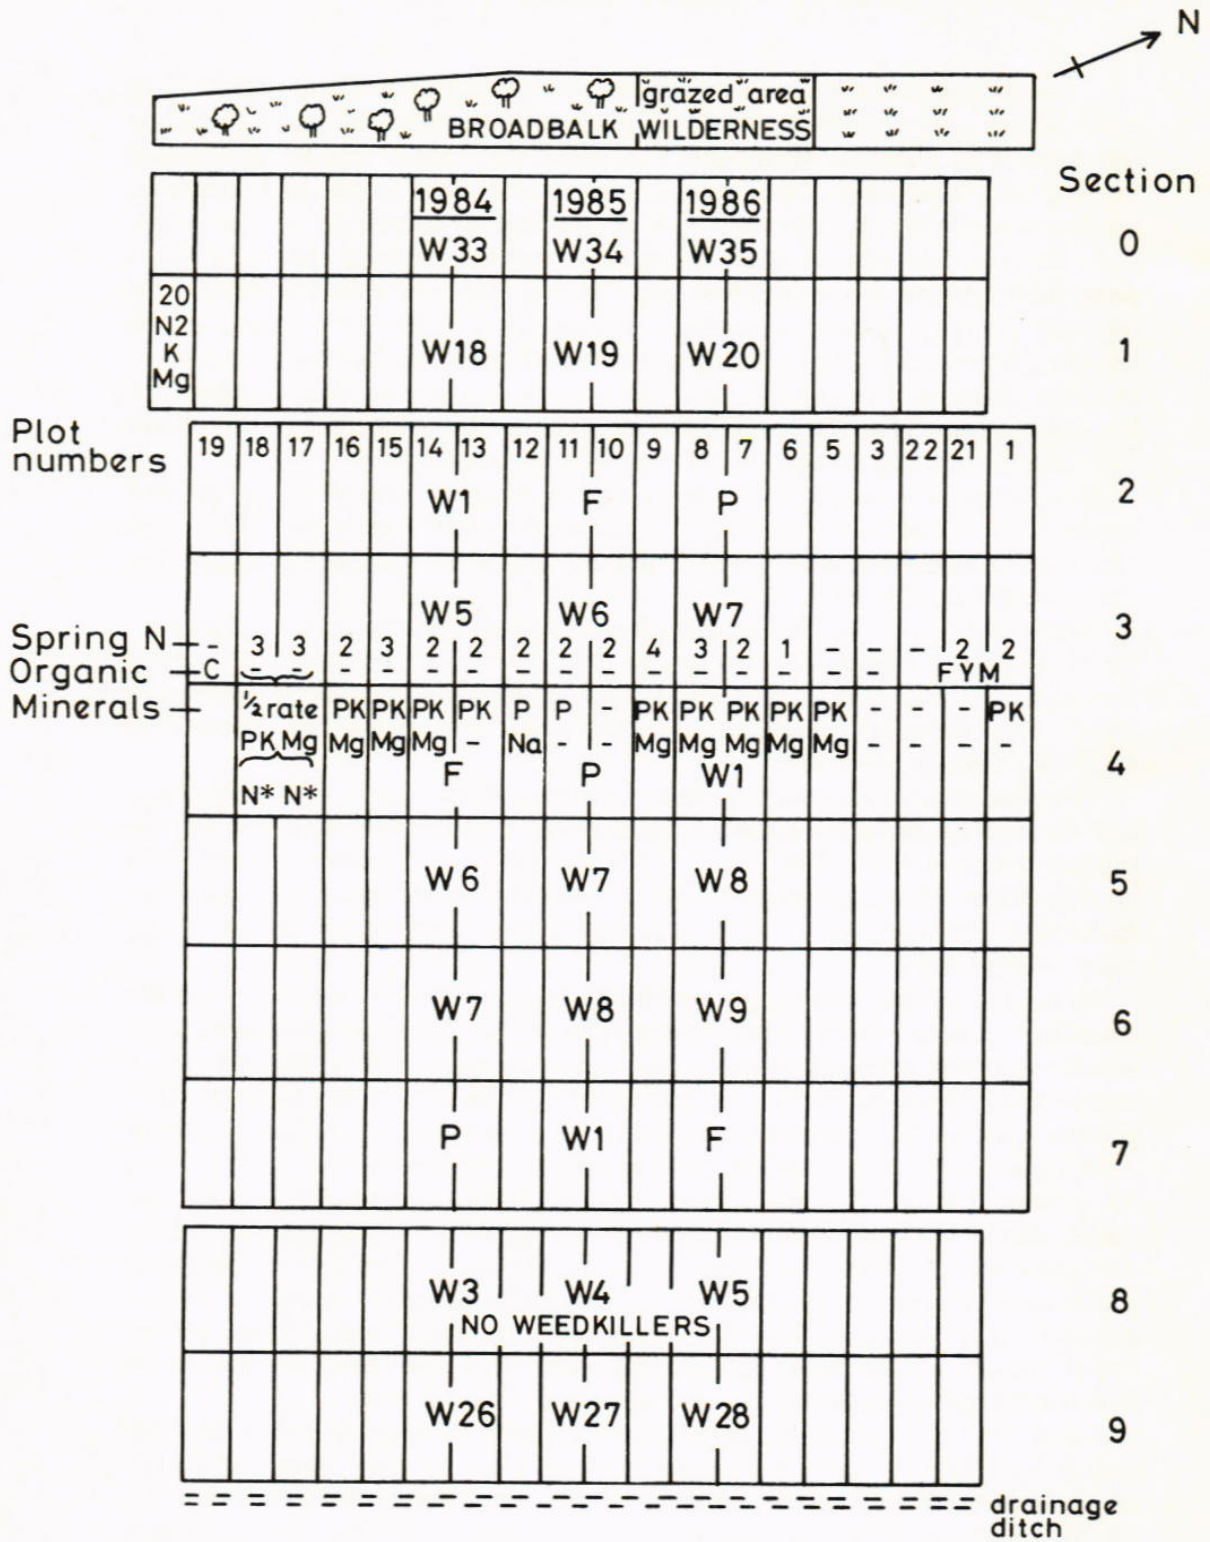 N
grazed area
BROADBALK WILDERNESS
Section
1984 1985 1986
W33 W34 W35 0
20
N2
K
Mg
W18 W19 W20 1
Plot
numbers
19 18 17 16 15 14 13 12 11 10 9 8 7 6 5 3 22 21 1
W1 F P 2
W5 W6 W7 3
Spring N - 3 3 2 3 2 2 2 2 2 4 3 2 1 - - - 2 2
Organic C - - - - - - - - - - - - - - - FYM
Minerals ½rate PK PK PK PK P P - PK PK PK PK PK - - - PK
PK Mg Mg Mg Mg - Na - - Mg Mg Mg Mg Mg - - - -
F P W1 4
N* N*
W6 W7 W8 5
W7 W8 W9 6
P W1 F 7
W3 W4 W5 8
NO WEEDKILLERS
W26 W27 W28 9
drainage
ditch